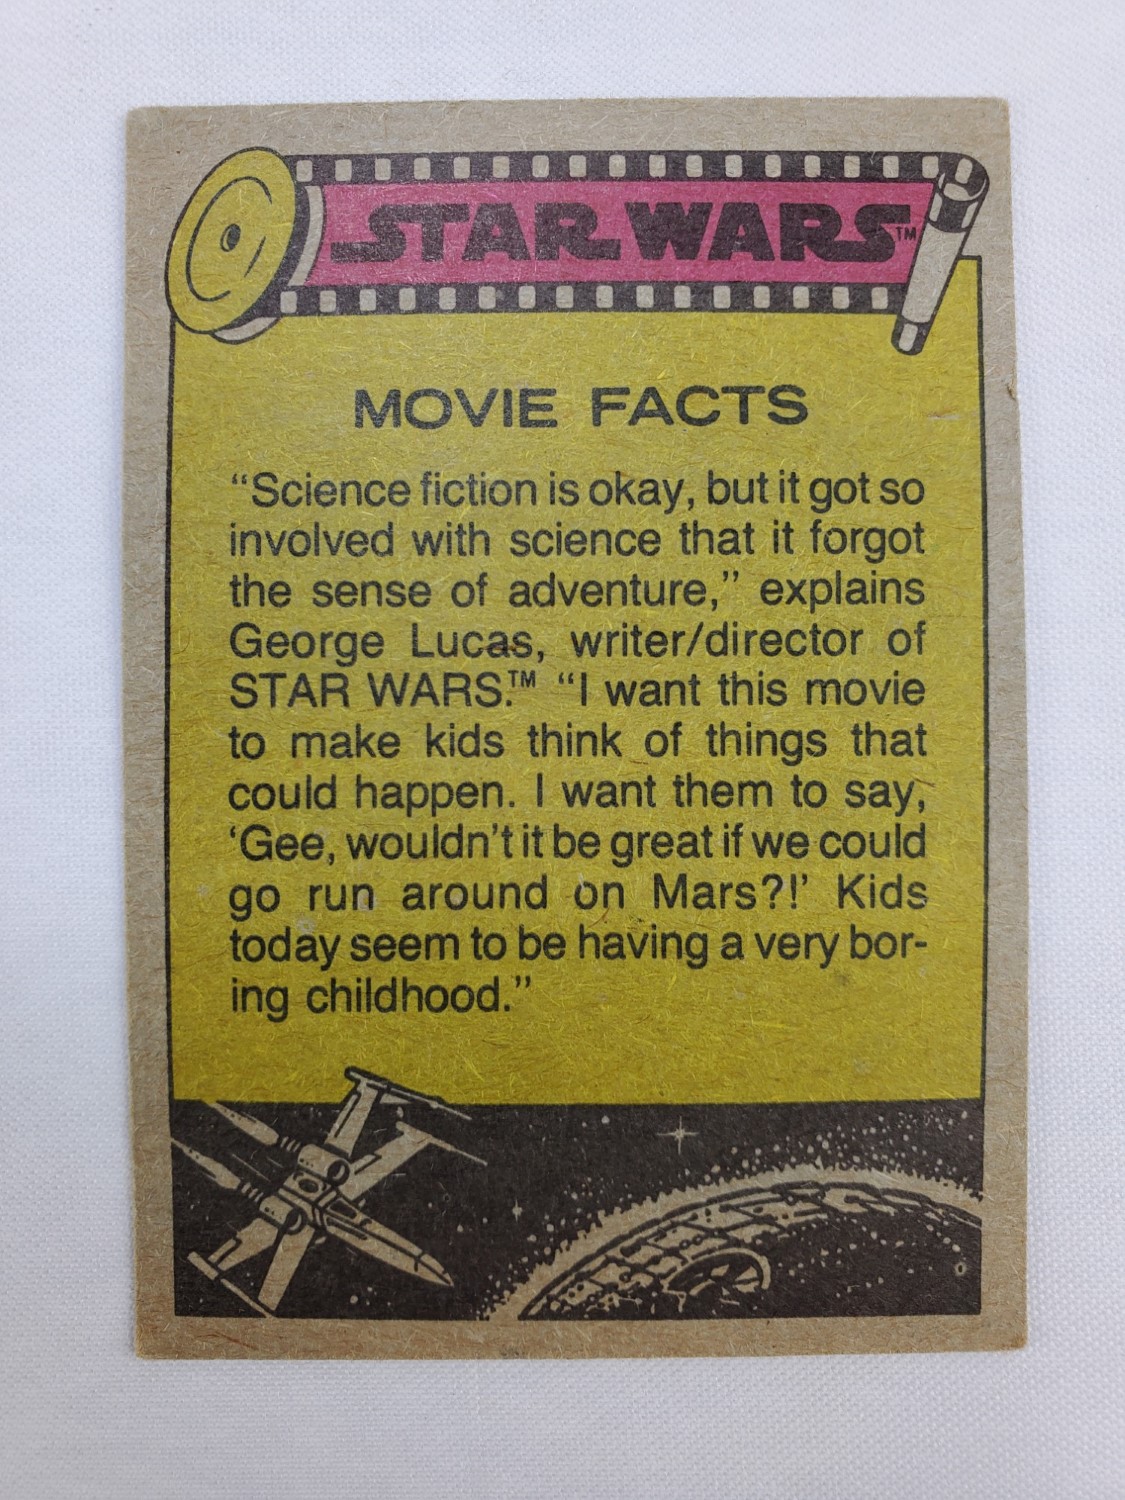 STAR WARS™
MOVIE FACTS
“Science fiction is okay, but it got so
involved with science that it forgot
the sense of adventure,” explains
George Lucas, writer/director of
STAR WARS.™ “I want this movie
to make kids think of things that
could happen. I want them to say,
‘Gee, wouldn’t it be great if we could
go run around on Mars?!’ Kids
today seem to be having a very bor-
ing childhood.”